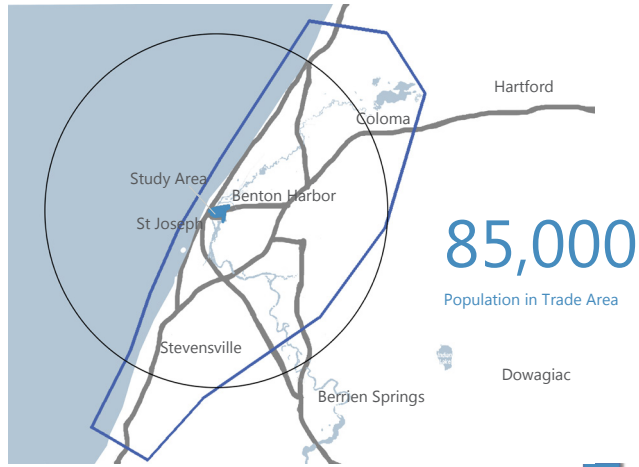 Hartford
Coloma
Study Area
Benton Harbor
St Joseph
85,000
Population in Trade Area
Stevensville
Dowagiac
Berrien Springs